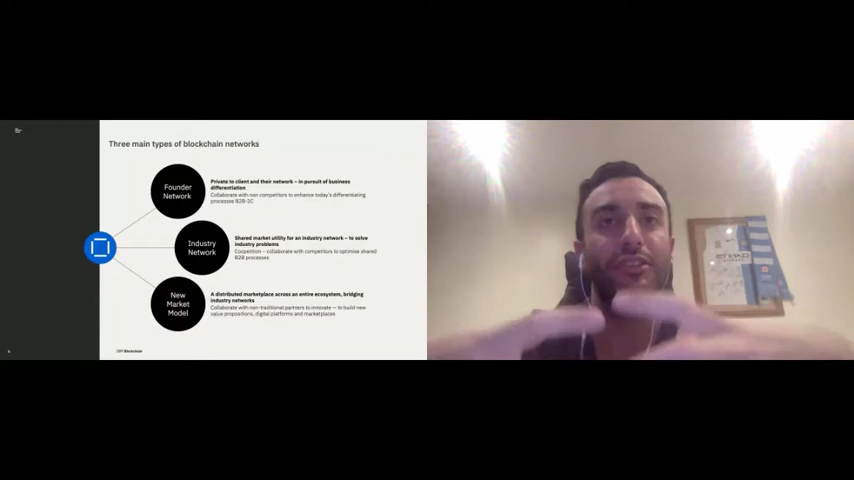 Three main types of blockchain networks
Founder
Network
Private to client and their network – in pursuit of business
differentiation
Collaborate with non competitors to enhance today's differentiating
processes B2B-2C
Industry
Network
Shared market utility for an industry network – to solve
industry problems
Coopetition – collaborate with competitors to optimise shared
B2B processes
New
Market
Model
A distributed marketplace across an entire ecosystem, bridging
industry networks
Collaborate with non-traditional partners to innovate – to build new
value propositions, digital platforms and marketplaces
IBM Blockchain
ETIHAD